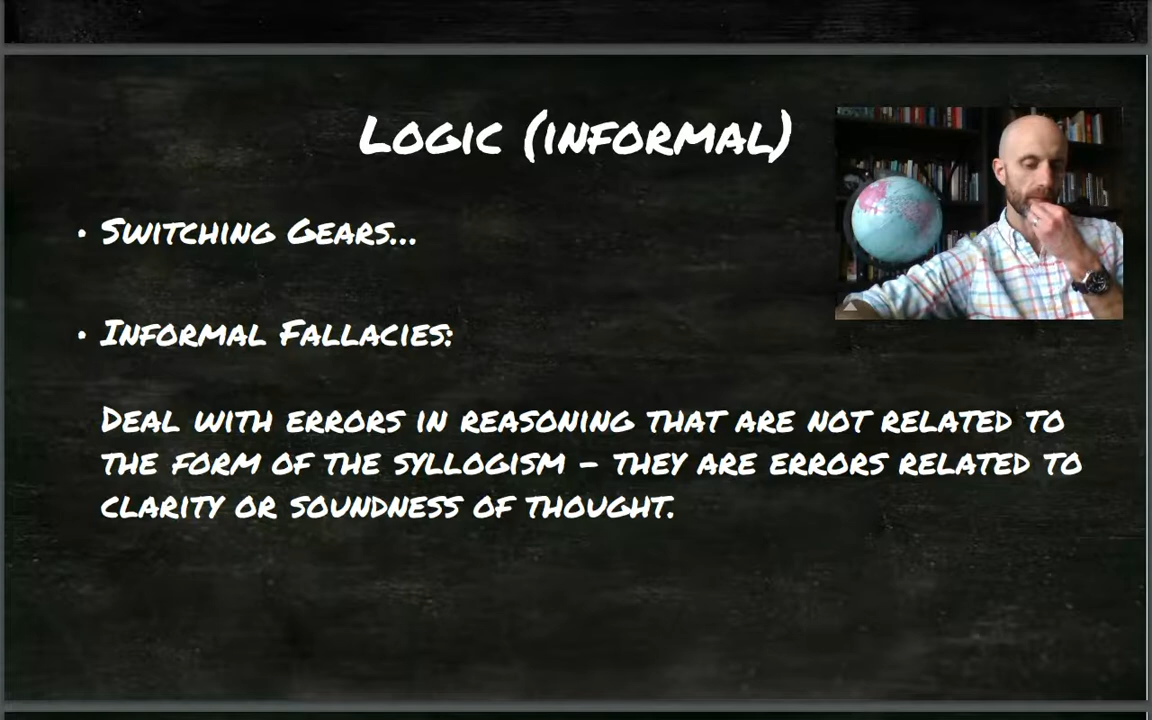 Logic (informal)
• Switching Gears...
• Informal Fallacies:
Deal with errors in reasoning that are not related to
the form of the syllogism – they are errors related to
clarity or soundness of thought.